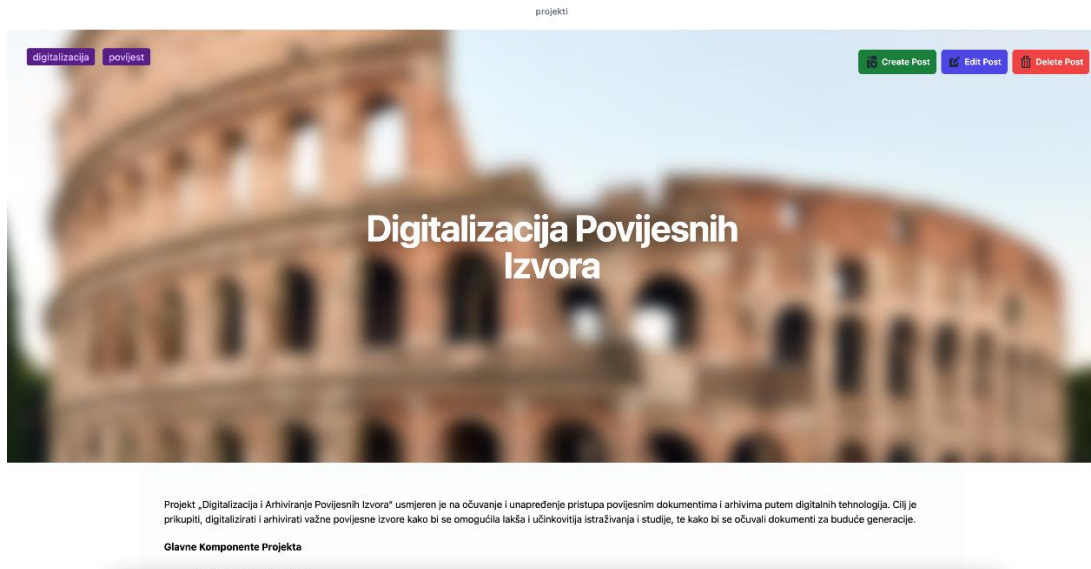 projekti
digitalizacija povijest
Create Post Edit Post Delete Post
Digitalizacija Povijesnih
Izvora
Projekt „Digitalizacija i Arhiviranje Povijesnih Izvora“ usmjeren je na očuvanje i unapređenje pristupa povijesnim dokumentima i arhivima putem digitalnih tehnologija. Cilj je
prikupiti, digitalizirati i arhivirati važne povijesne izvore kako bi se omogućila lakša i učinkovitija istraživanja i studije, te kako bi se očuvali dokumenti za buduće generacije.
Glavne Komponente Projekta